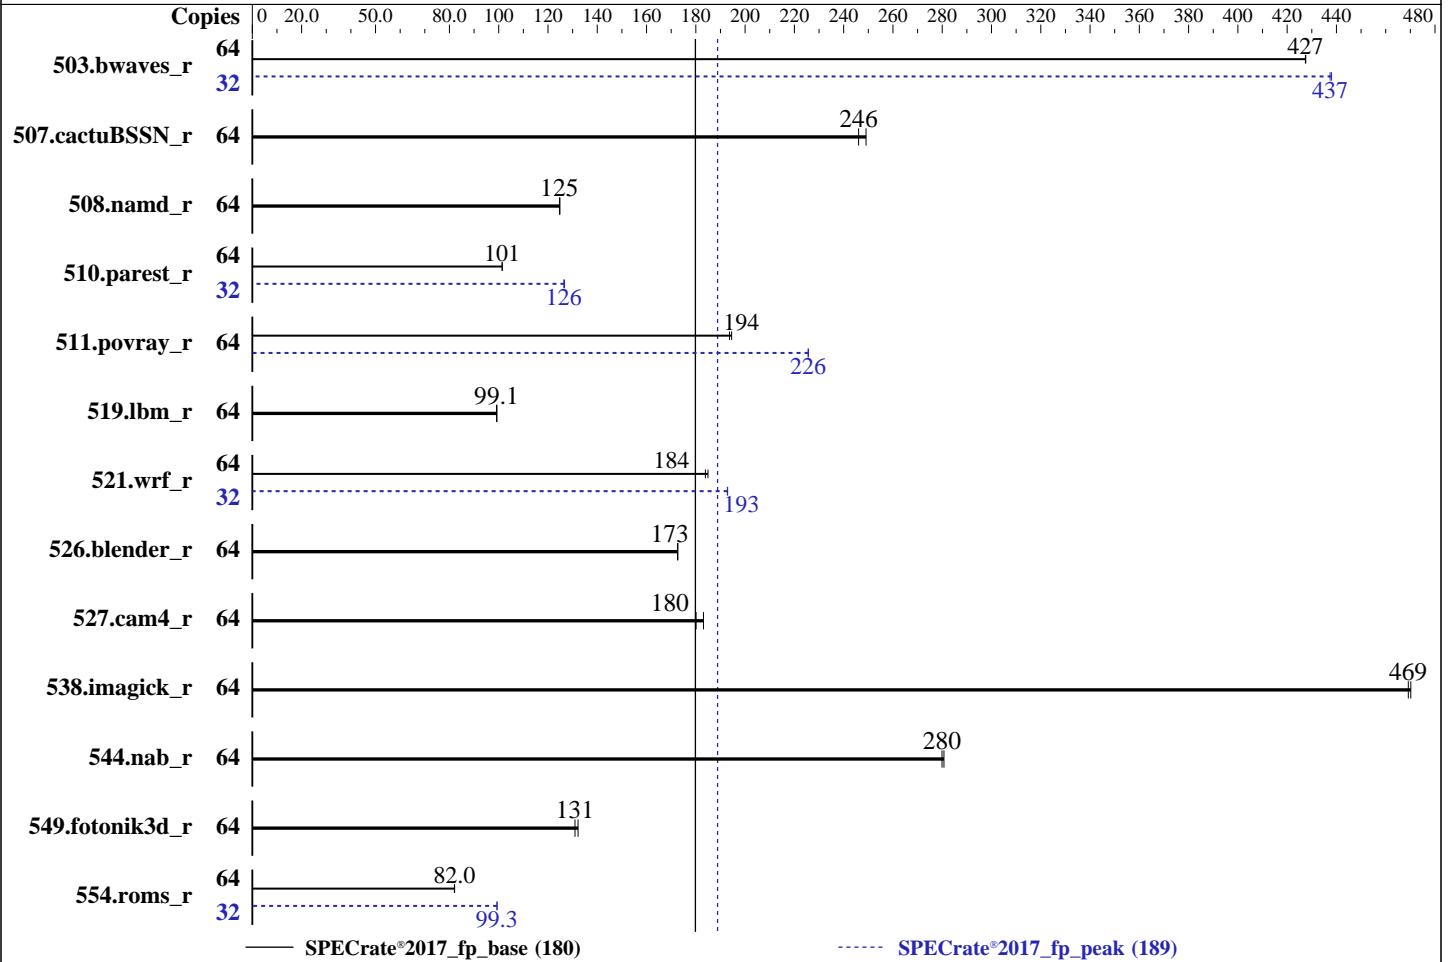 Copies 0 20.0 50.0 80.0 100 120 140 160 180 200 220 240 260 280 300 320 340 360 380 400 420 440 480
503.bwaves_r 64 427
32 437
507.cactuBSSN_r 64 246
508.namd_r 64 125
510.parest_r 64 101
32 126
511.povray_r 64 194
226
519.lbm_r 64 99.1
521.wrf_r 64 184
32 193
526.blender_r 64 173
527.cam4_r 64 180
538.imagick_r 64 469
544.nab_r 64 280
549.fotonik3d_r 64 131
554.roms_r 64 82.0
32 99.3
SPECrate®2017_fp_base (180) SPECrate®2017_fp_peak (189)